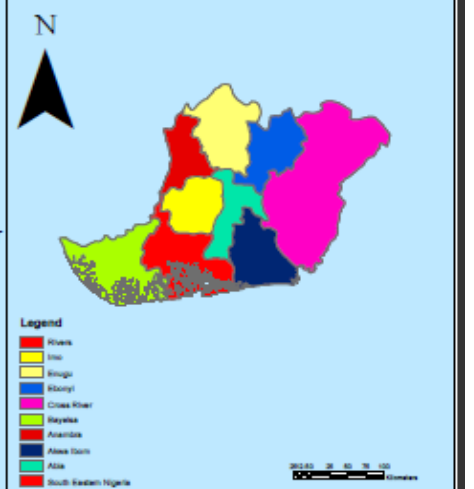 N
Legend
Rivers
Imo
Enugu
Ebonyi
Cross River
Bayelsa
Anambra
Akwa Ibom
Abia
South Eastern Nigeria
Kilometers